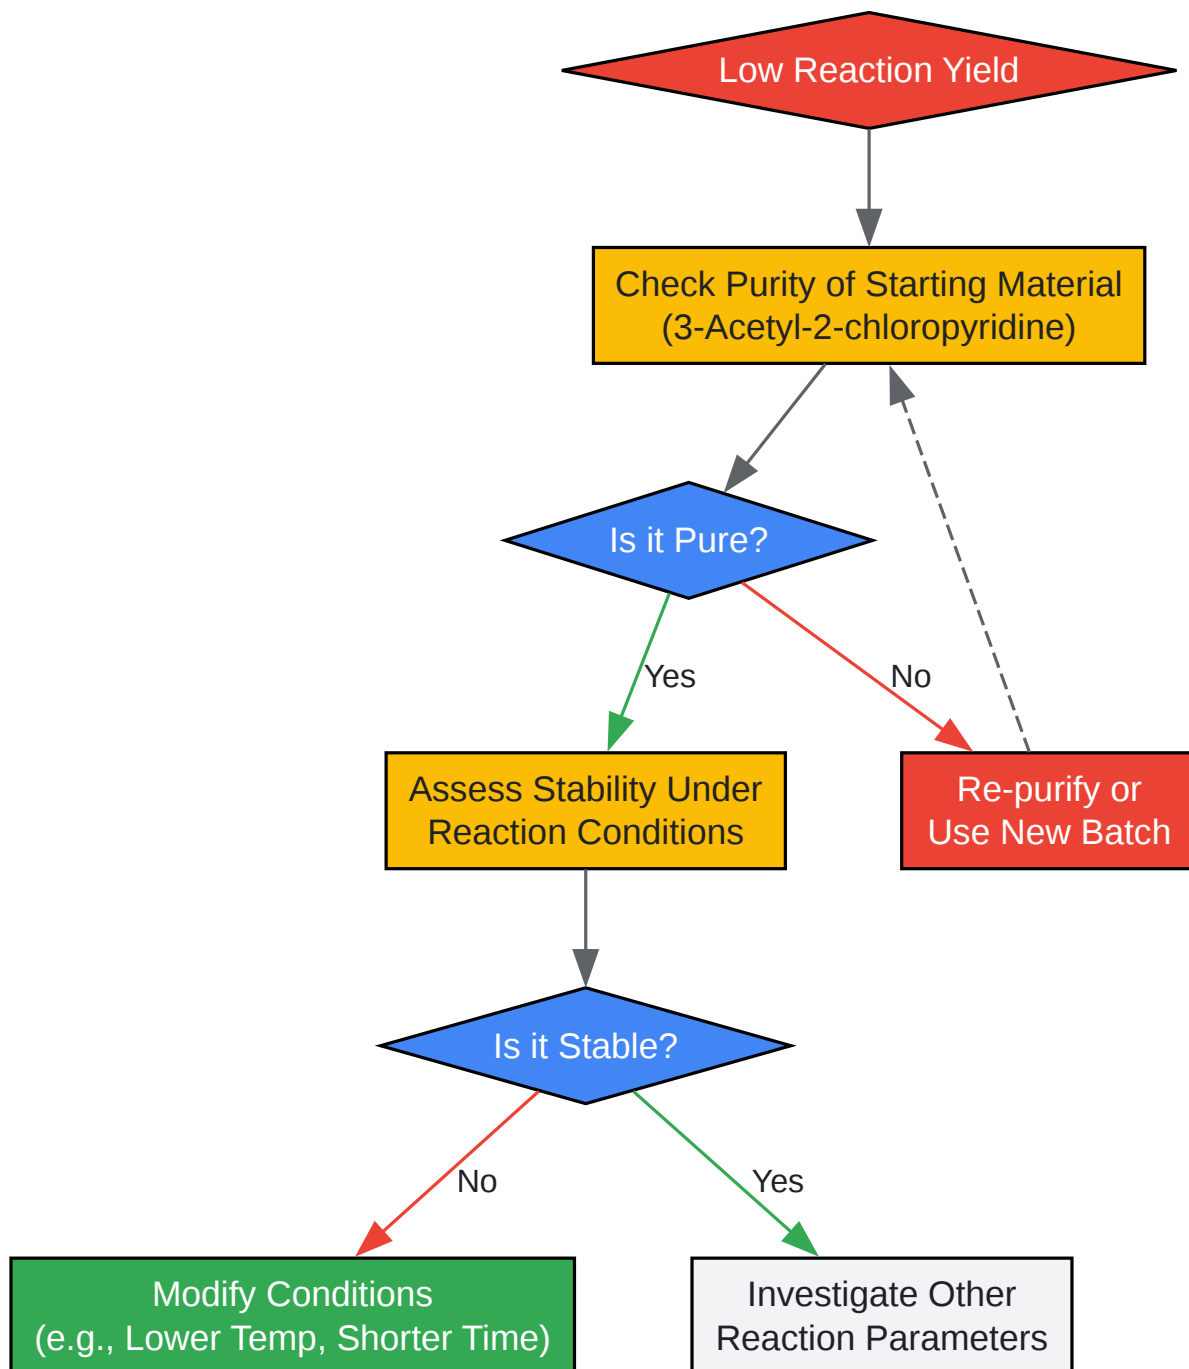 Low Reaction Yield
Check Purity of Starting Material
(3-Acetyl-2-chloropyridine)
Is it Pure?
Yes
No
Assess Stability Under
Reaction Conditions
Re-purify or
Use New Batch
Is it Stable?
No
Yes
Modify Conditions
(e.g., Lower Temp, Shorter Time)
Investigate Other
Reaction Parameters